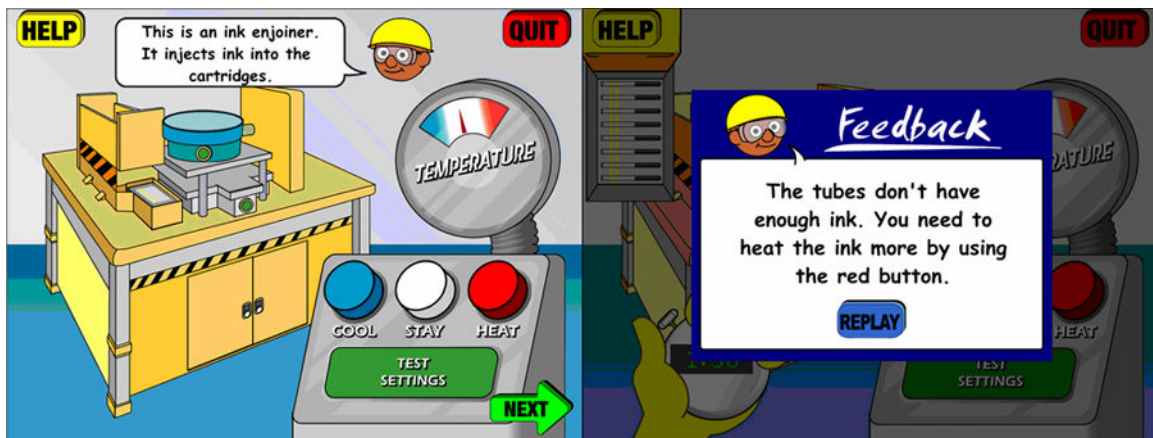 HELP
This is an ink enjoiner.
It injects ink into the
cartridges.
QUIT
TEMPERATURE
COOL
STAY
HEAT
TEST
SETTINGS
NEXT
HELP
QUIT
Feedback
The tubes don't have
enough ink. You need to
heat the ink more by using
the red button.
REPLAY
HEAT
TEST
SETTINGS